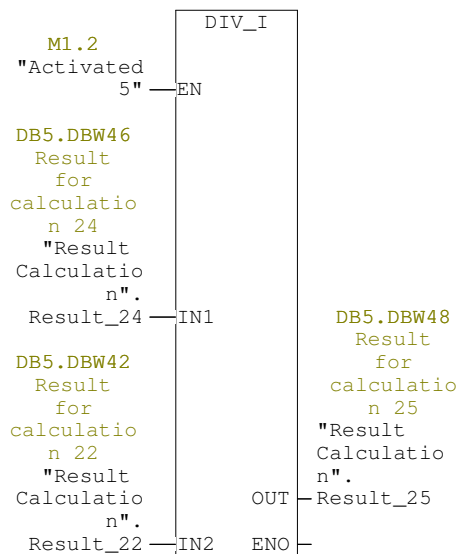 DIV_I
M1.2
"Activated
5"
EN
DB5.DBW46
Result
for
calculatio
n 24
"Result
Calculatio
n".
Result_24
IN1
DB5.DBW42
Result
for
calculatio
n 22
"Result
Calculatio
n".
Result_22
IN2
DB5.DBW48
Result
for
calculatio
n 25
"Result
Calculatio
n".
OUT
Result_25
ENO